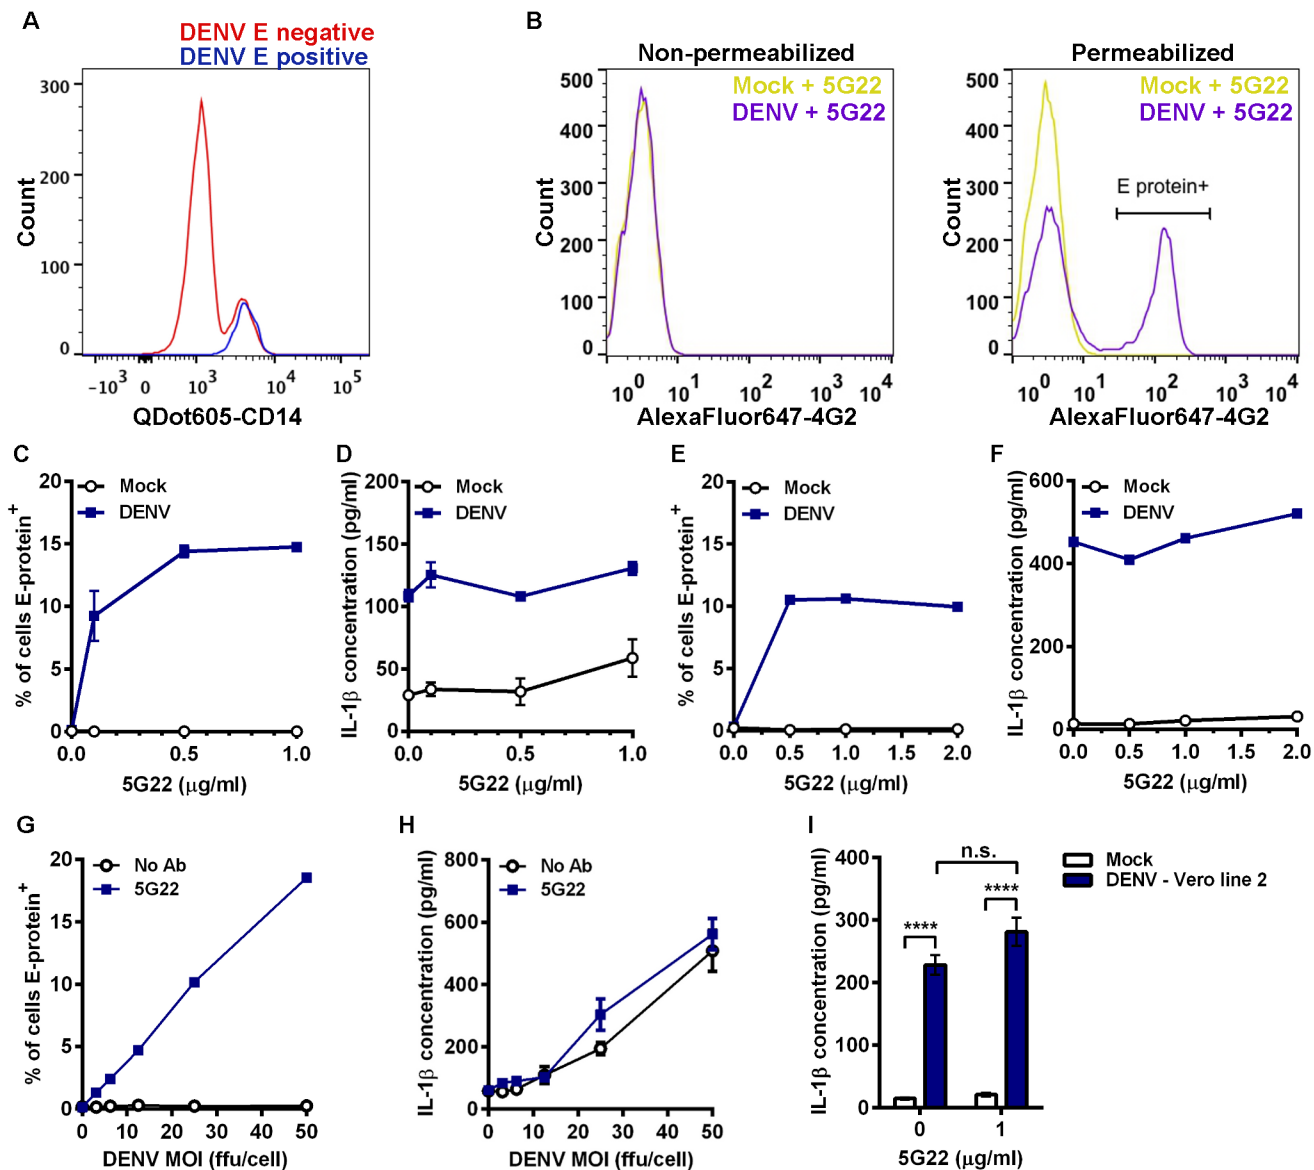 A
DENV E negative
DENV E positive
300
200
100
0
Count
-10³ 0 10³ 10⁴ 10⁵
QDot605-CD14
B
Non-permeabilized
Mock + 5G22
DENV + 5G22
500
400
300
200
100
0
Count
10⁰ 10¹ 10² 10³ 10⁴
AlexaFluor647-4G2
Permeabilized
Mock + 5G22
DENV + 5G22
E protein+
500
400
300
200
100
0
Count
10⁰ 10¹ 10² 10³ 10⁴
AlexaFluor647-4G2
C
Mock
DENV
20
15
10
5
0
% of cells E-protein⁺
0.0 0.5 1.0
5G22 (μg/ml)
D
Mock
DENV
200
150
100
50
0
IL-1β concentration (pg/ml)
0.0 0.5 1.0
5G22 (μg/ml)
E
Mock
DENV
20
15
10
5
0
% of cells E-protein⁺
0.0 0.5 1.0 1.5 2.0
5G22 (μg/ml)
F
Mock
DENV
600
400
200
0
IL-1β concentration (pg/ml)
0.0 0.5 1.0 1.5 2.0
5G22 (μg/ml)
G
No Ab
5G22
20
15
10
5
0
% of cells E-protein⁺
0 10 20 30 40 50
DENV MOI (ffu/cell)
H
No Ab
5G22
800
600
400
200
0
IL-1β concentration (pg/ml)
0 10 20 30 40 50
DENV MOI (ffu/cell)
I
Mock
DENV - Vero line 2
n.s.
****
****
400
300
200
100
0
IL-1β concentration (pg/ml)
0 1
5G22 (μg/ml)